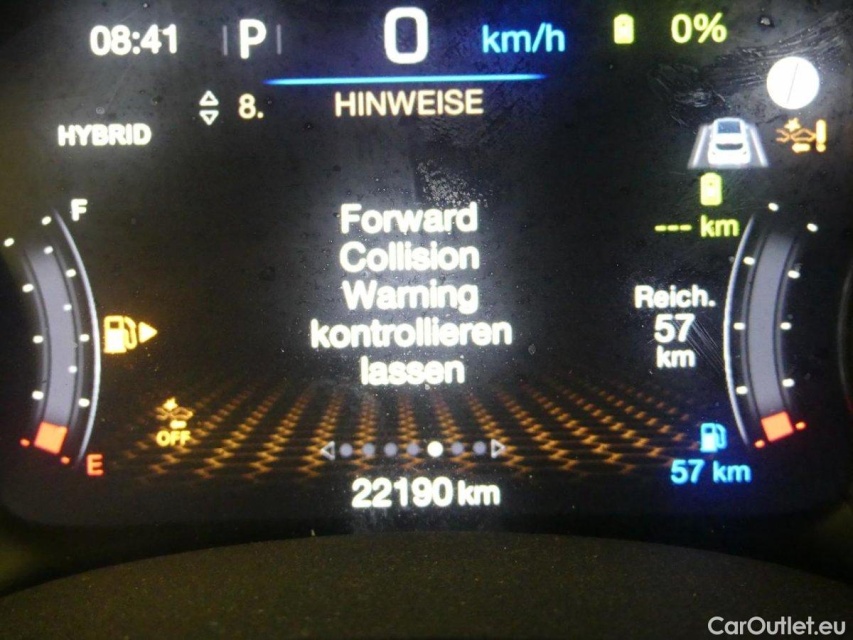 08:41 P 0 km/h 0%
8. HINWEISE
HYBRID
F
Forward
Collision
Warning
kontrollieren
lassen
--- km
Reich.
57
km
OFF
E
57 km
22190 km
CarOutlet.eu